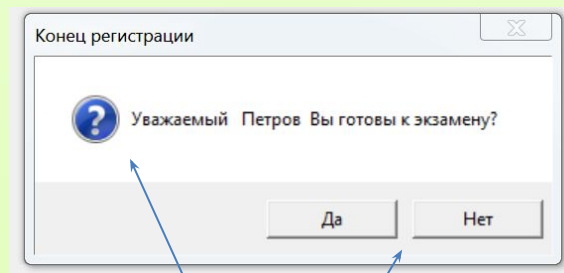 Конец регистрации
Уважаемый Петров Вы готовы к экзамену?
Да Нет